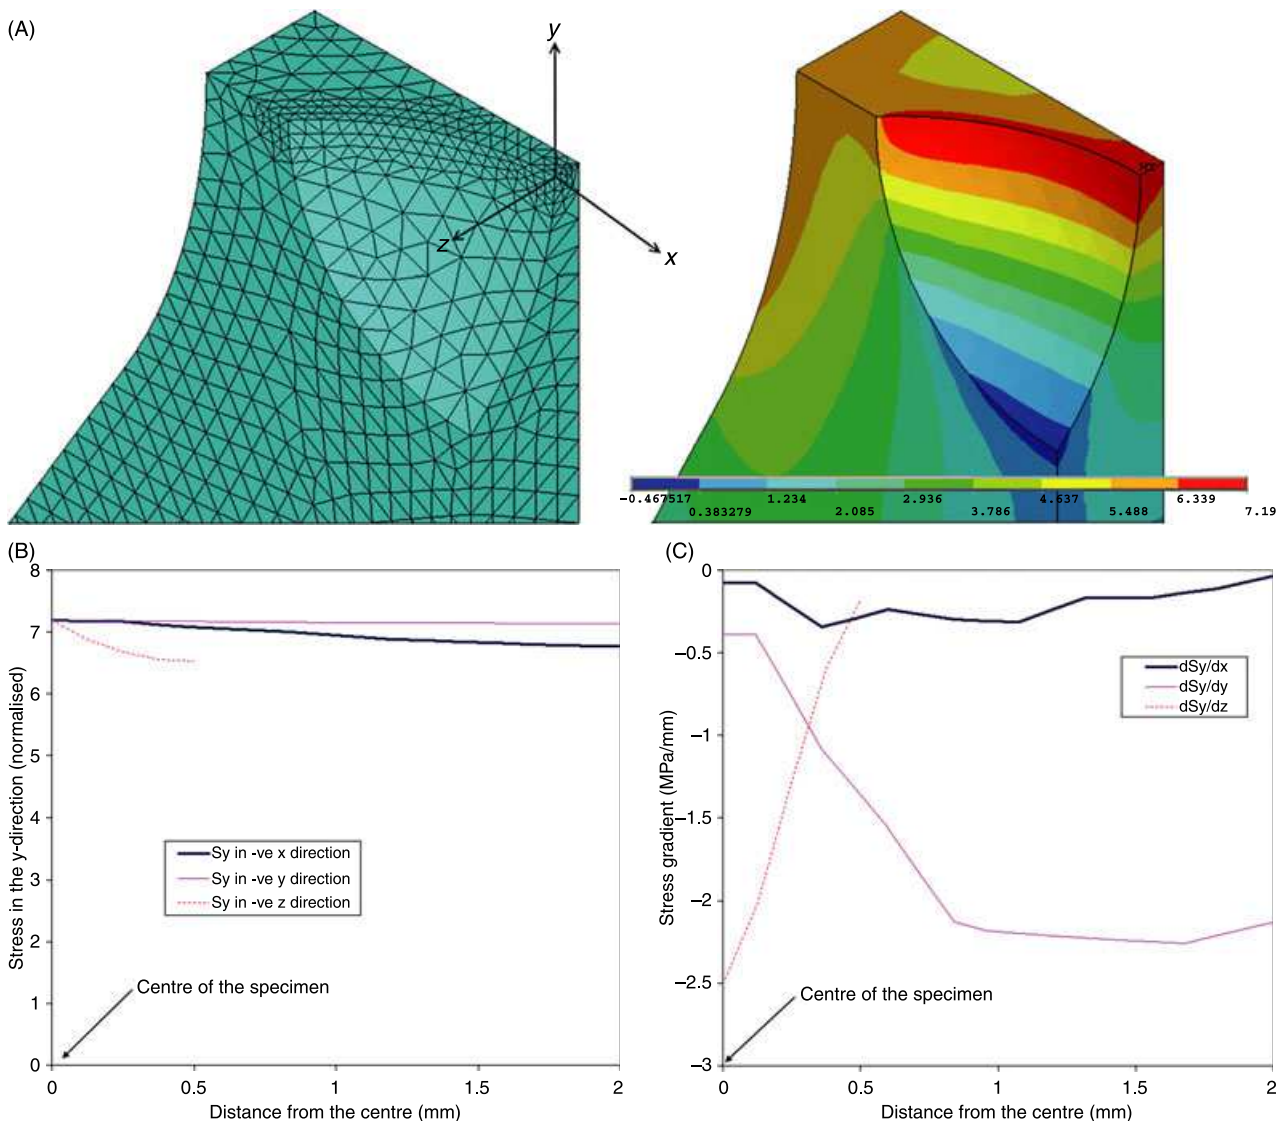 (A)
y
z
x
-0.467517
1.234
2.936
4.637
6.339
0.383279
2.085
3.786
5.488
7.19
(B)
8
7
6
5
4
3
2
1
0
Stress in the y-direction (normalised)
Sy in -ve x direction
Sy in -ve y direction
Sy in -ve z direction
Centre of the specimen
0
0.5
1
1.5
2
Distance from the centre (mm)
(C)
0
−0.5
−1
−1.5
−2
−2.5
−3
Stress gradient (MPa/mm)
dSy/dx
dSy/dy
dSy/dz
Centre of the specimen
0
0.5
1
1.5
2
Distance from the centre (mm)